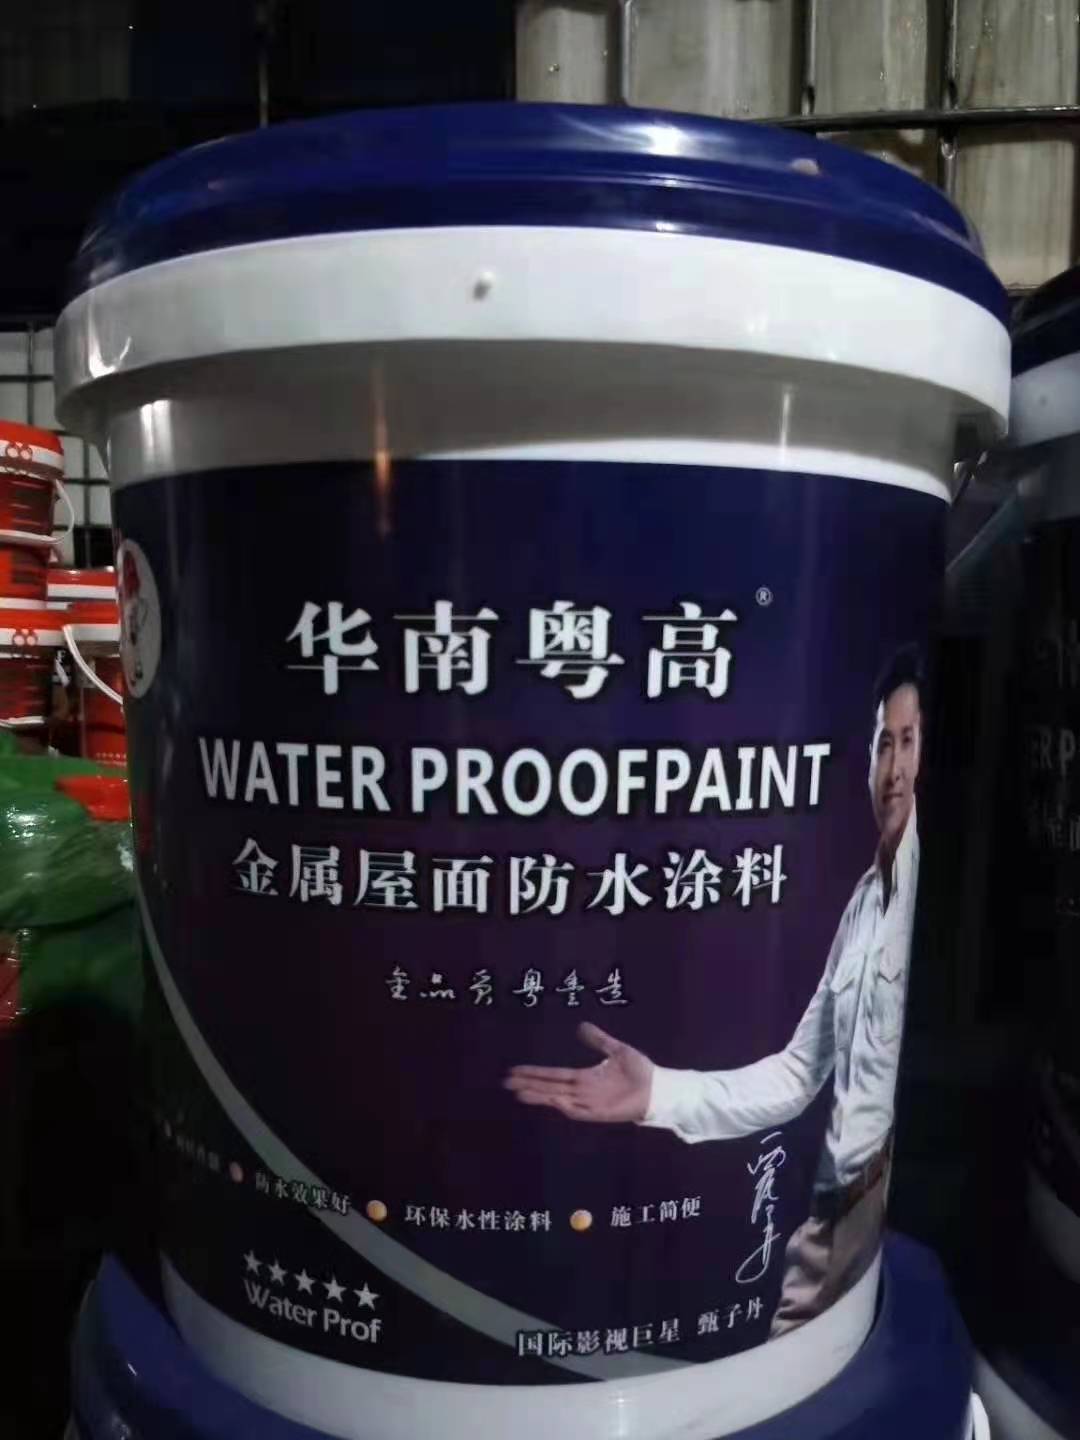 华南粤高®
WATER PROOFPAINT
金属屋面防水涂料
全品质 粤重造
防水效果好 环保水性涂料 施工简便
★★★★★
Water Prof
国际影视巨星 甄子丹